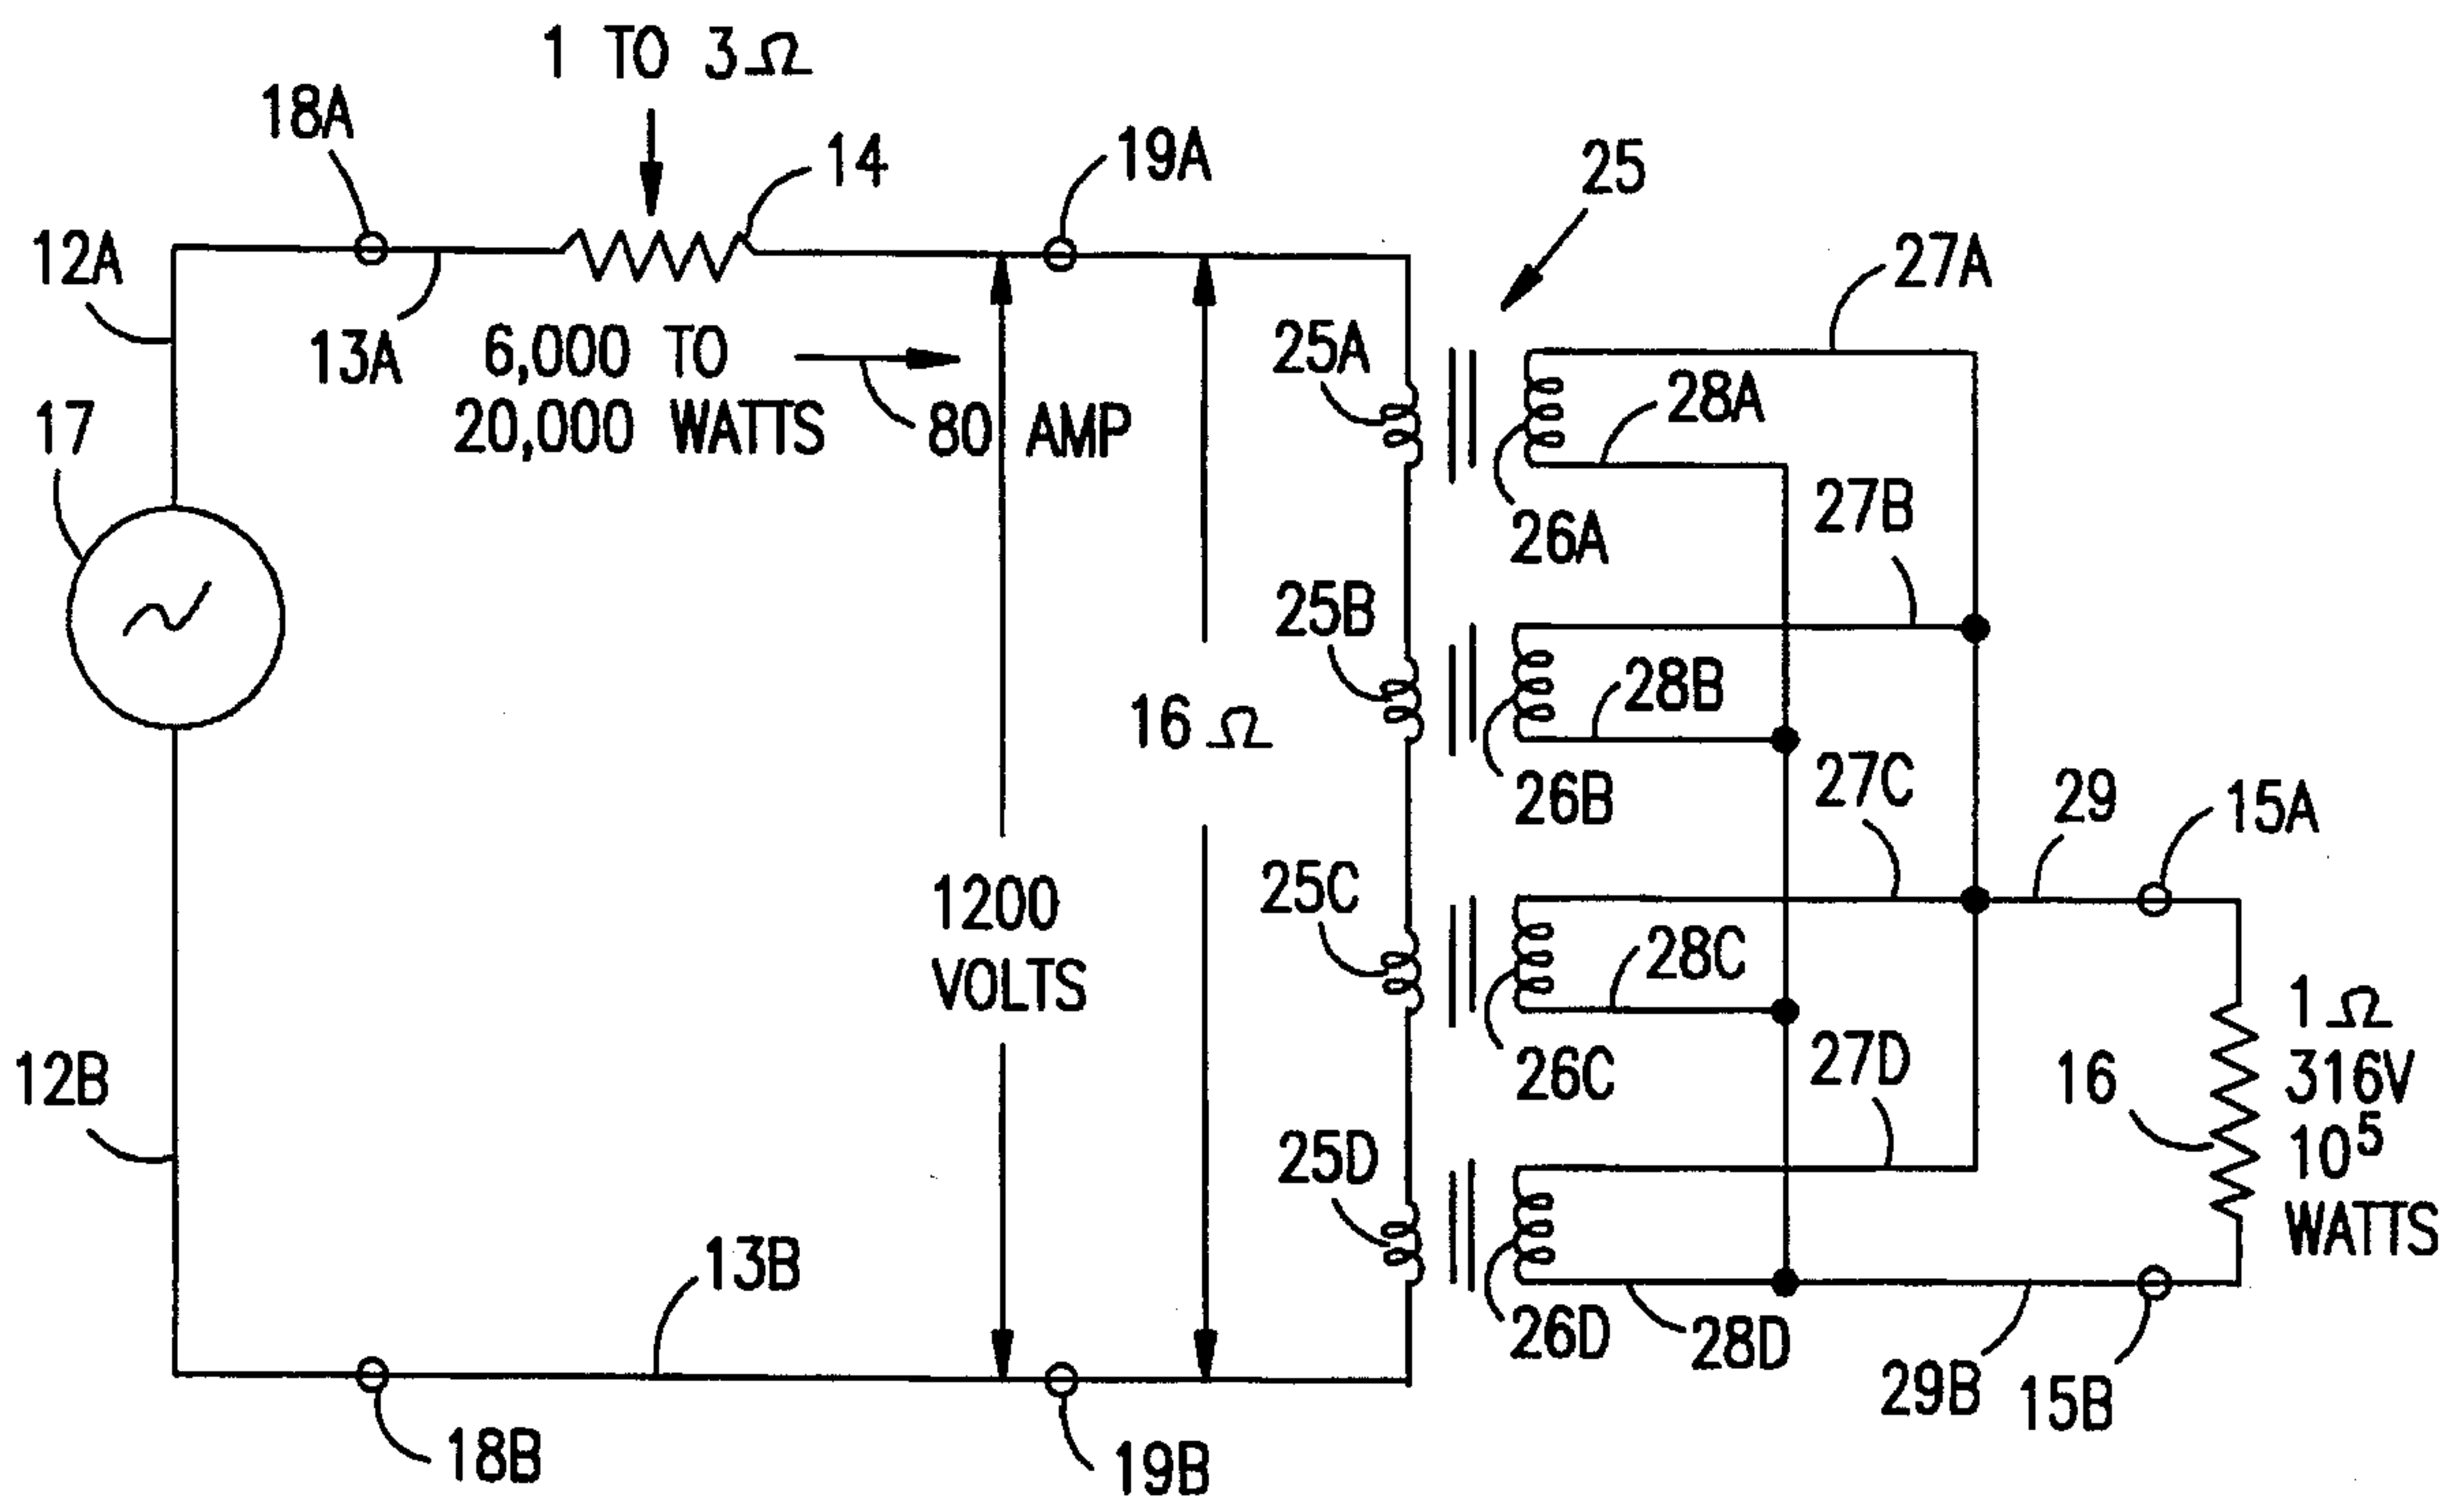 1 TO 3Ω
18A
14
19A
25
12A
13A
6,000 TO
20,000 WATTS
80 AMP
17
25A
27A
28A
26A
27B
25B
28B
16Ω
26B
27C
29
15A
25C
28C
1200
VOLTS
26C
27D
16
1Ω
316V
10⁵
WATTS
12B
25D
13B
26D
28D
29B
15B
18B
19B